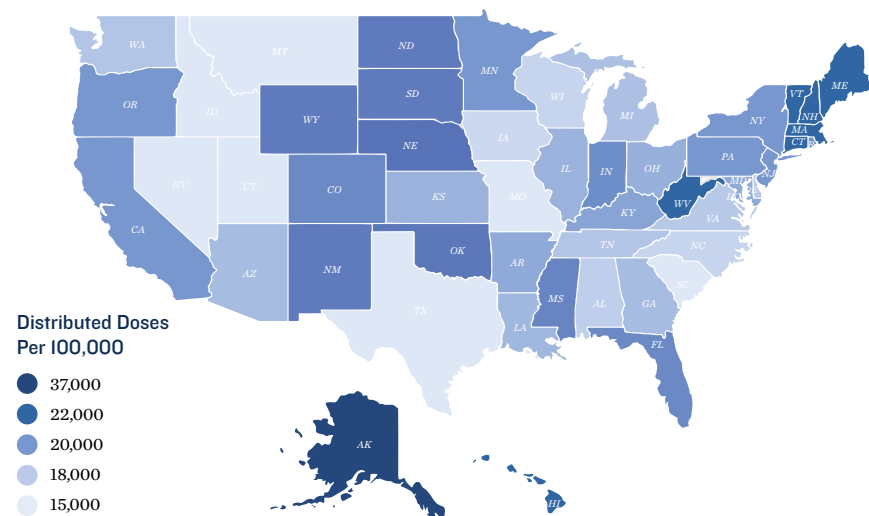 WA
MT
ND
MN
ME
VT
NH
OR
ID
SD
WI
MI
NY
MA
CT
WY
IA
PA
NE
NV
UT
CO
IL
IN
OH
NJ
MD
WV
KS
MO
KY
VA
CA
AZ
NM
OK
AR
TN
NC
SC
TX
LA
MS
AL
GA
FL
Distributed Doses
Per 100,000
37,000
22,000
20,000
18,000
15,000
AK
HI